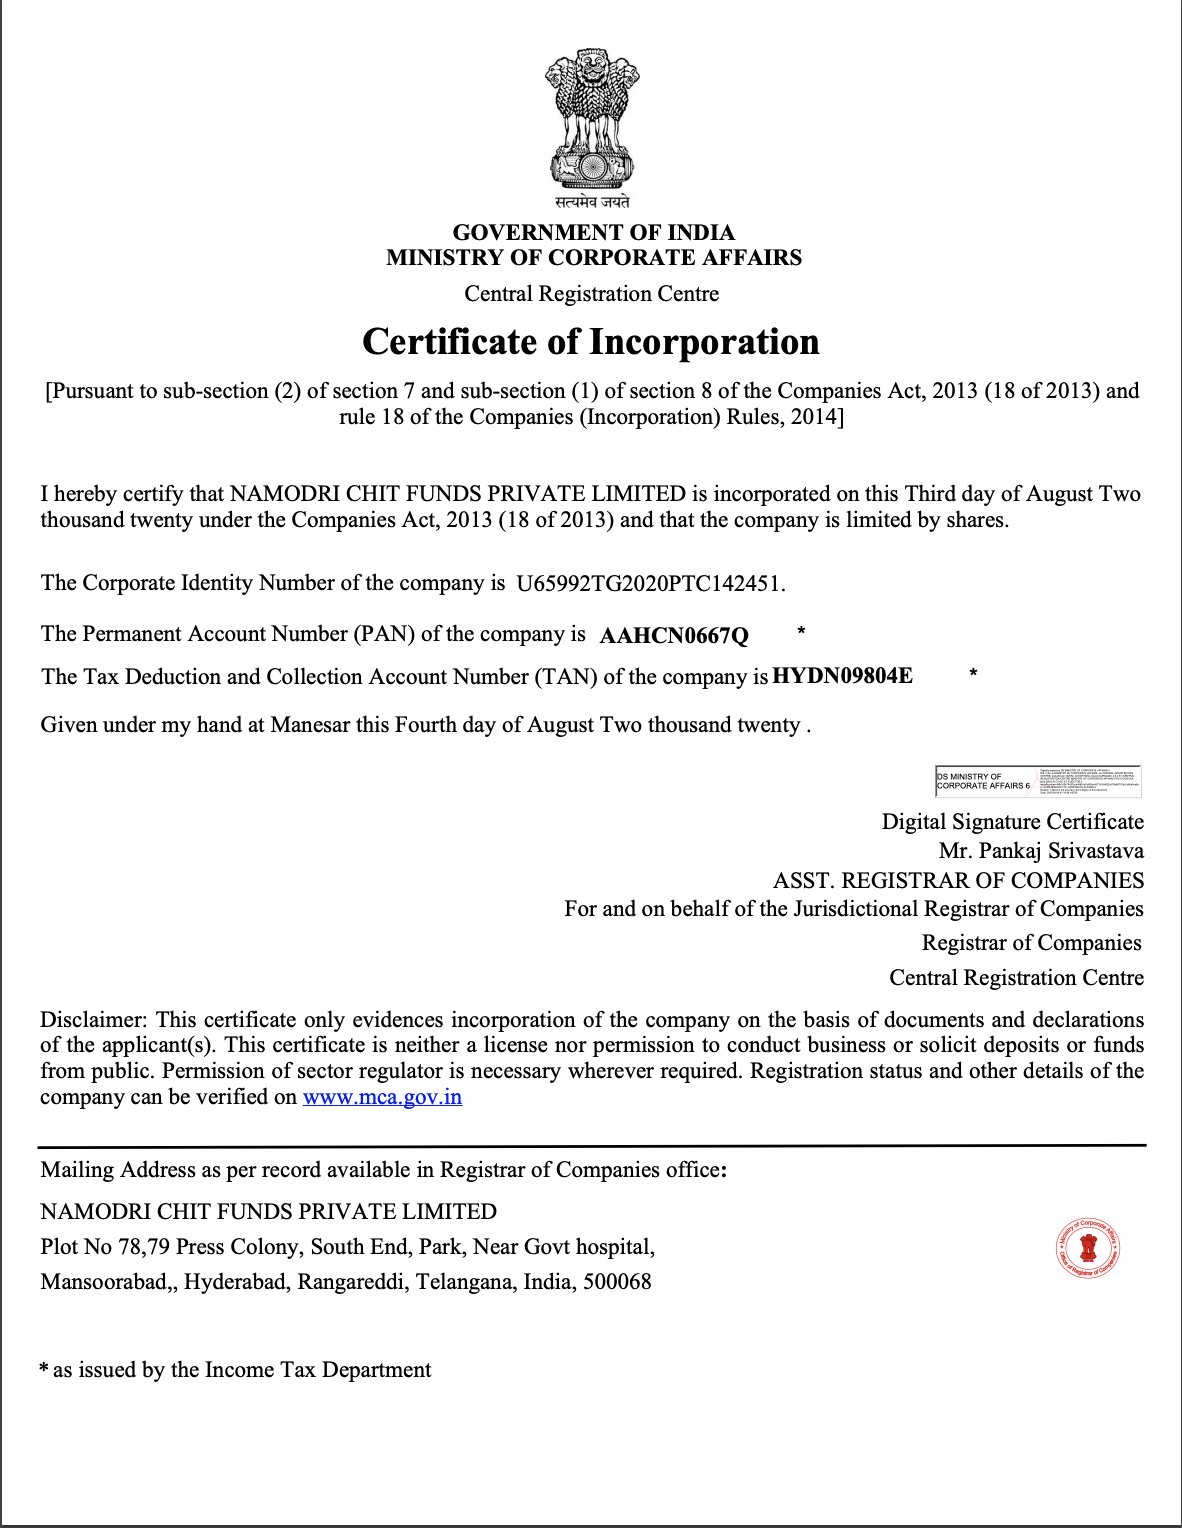 सत्यमेव जयते
GOVERNMENT OF INDIA
MINISTRY OF CORPORATE AFFAIRS
Central Registration Centre
Certificate of Incorporation
[Pursuant to sub-section (2) of section 7 and sub-section (1) of section 8 of the Companies Act, 2013 (18 of 2013) and
rule 18 of the Companies (Incorporation) Rules, 2014]
I hereby certify that NAMODRI CHIT FUNDS PRIVATE LIMITED is incorporated on this Third day of August Two
thousand twenty under the Companies Act, 2013 (18 of 2013) and that the company is limited by shares.
The Corporate Identity Number of the company is U65992TG2020PTC142451.
The Permanent Account Number (PAN) of the company is AAHCN0667Q *
The Tax Deduction and Collection Account Number (TAN) of the company is HYDN09804E *
Given under my hand at Manesar this Fourth day of August Two thousand twenty .
DS MINISTRY OF
CORPORATE AFFAIRS 6
Digital Signature Certificate
Mr. Pankaj Srivastava
ASST. REGISTRAR OF COMPANIES
For and on behalf of the Jurisdictional Registrar of Companies
Registrar of Companies
Central Registration Centre
Disclaimer: This certificate only evidences incorporation of the company on the basis of documents and declarations
of the applicant(s). This certificate is neither a license nor permission to conduct business or solicit deposits or funds
from public. Permission of sector regulator is necessary wherever required. Registration status and other details of the
company can be verified on www.mca.gov.in
Mailing Address as per record available in Registrar of Companies office:
NAMODRI CHIT FUNDS PRIVATE LIMITED
Plot No 78,79 Press Colony, South End, Park, Near Govt hospital,
Mansoorabad,, Hyderabad, Rangareddi, Telangana, India, 500068
* Ministry of Corporate Affairs *
Office of Registrar of Companies
* as issued by the Income Tax Department